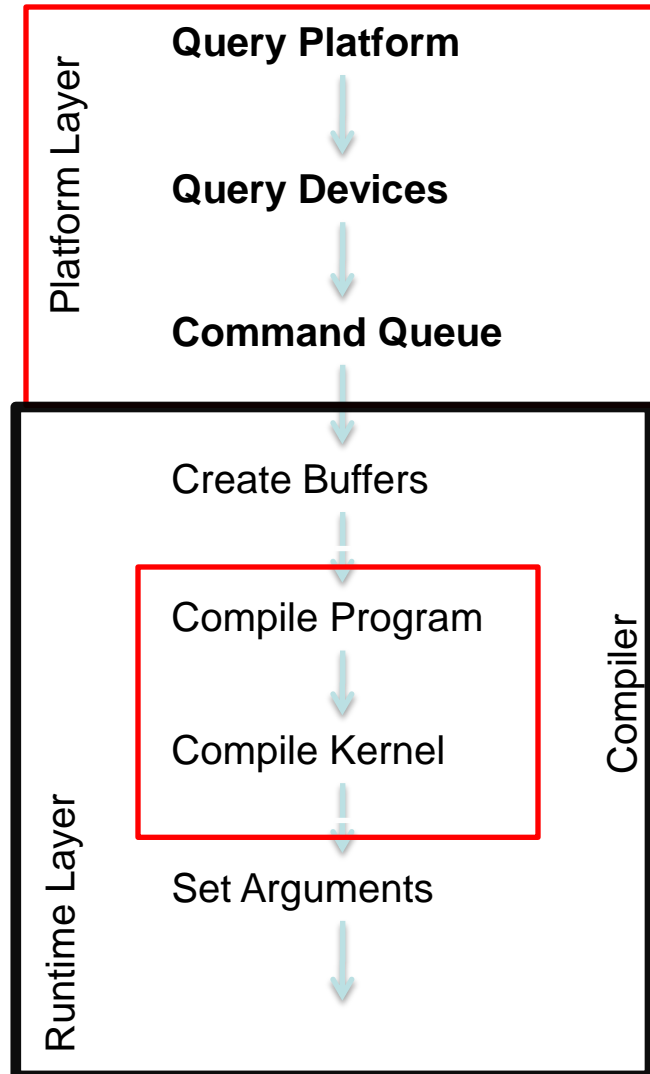 Query Platform
Platform Layer
Query Devices
Command Queue
Create Buffers
Compile Program
Compiler
Compile Kernel
Runtime Layer
Set Arguments